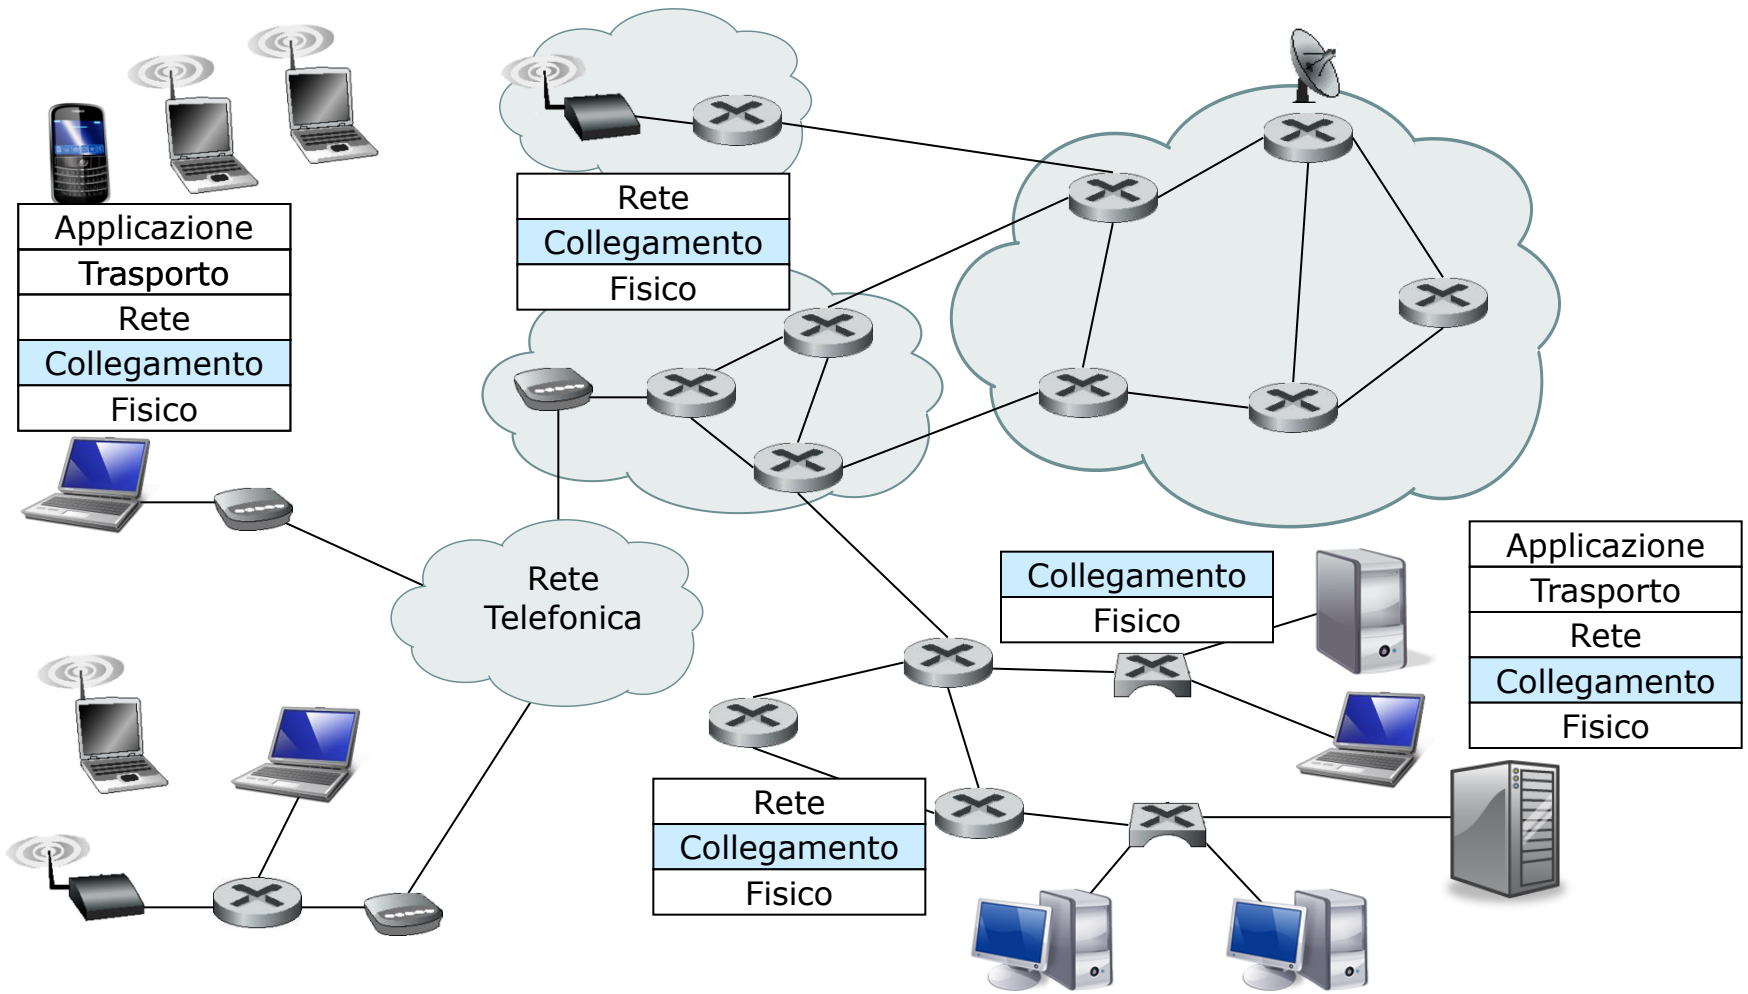 Applicazione
Trasporto
Rete
Collegamento
Fisico
Rete
Collegamento
Fisico
Rete
Telefonica
Collegamento
Fisico
Applicazione
Trasporto
Rete
Collegamento
Fisico
Rete
Collegamento
Fisico